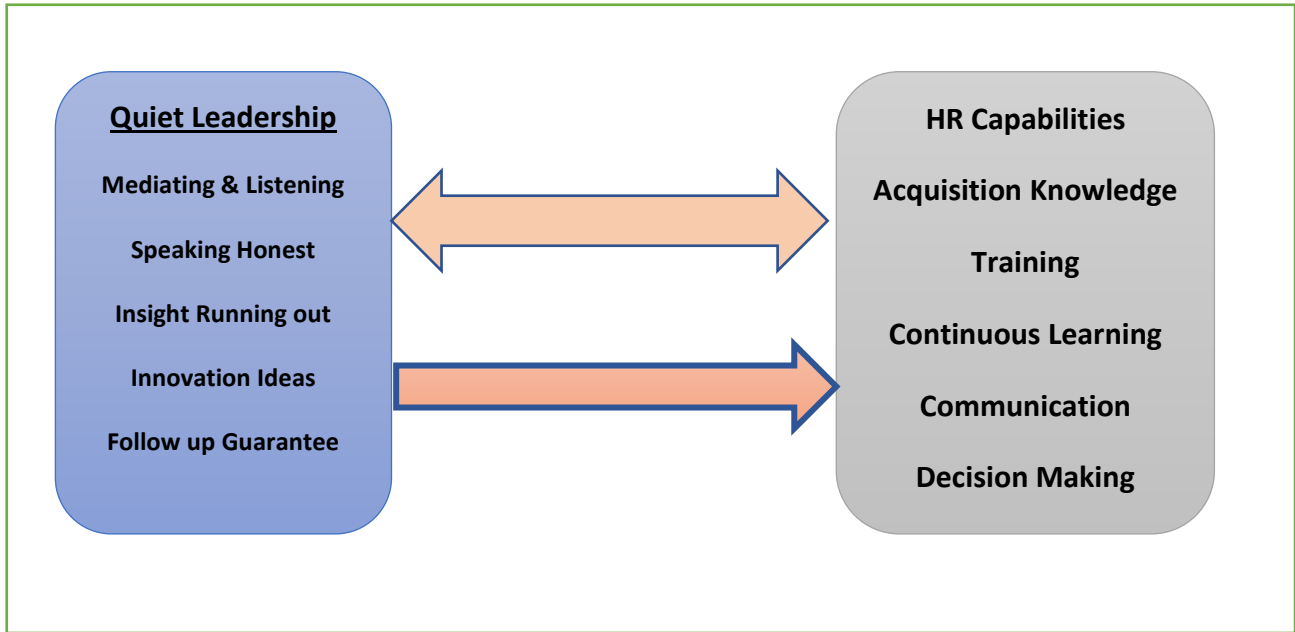 Quiet Leadership
Mediating & Listening
Speaking Honest
Insight Running out
Innovation Ideas
Follow up Guarantee
HR Capabilities
Acquisition Knowledge
Training
Continuous Learning
Communication
Decision Making